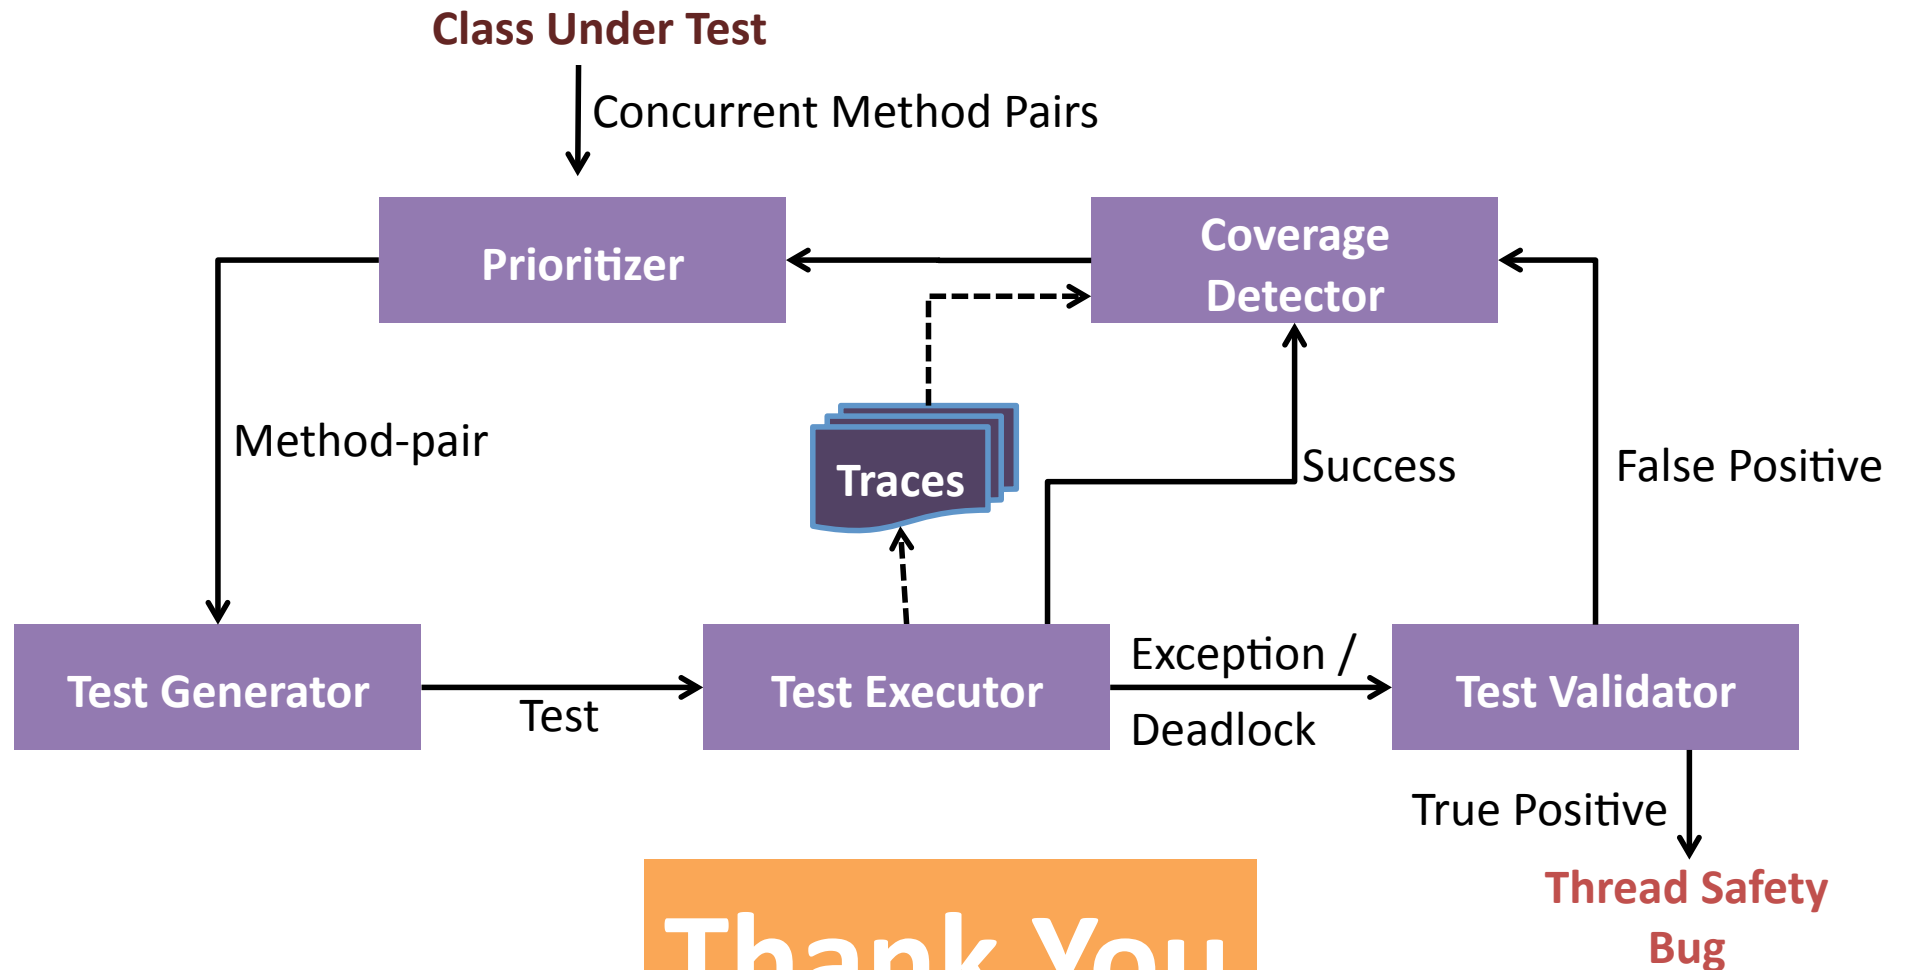 Class Under Test
Concurrent Method Pairs
Prioritizer
Coverage
Detector
Method-pair
Traces
Success
False Positive
Test Generator
Test
Test Executor
Exception /
Deadlock
Test Validator
True Positive
Thread Safety
Bug
Thank You